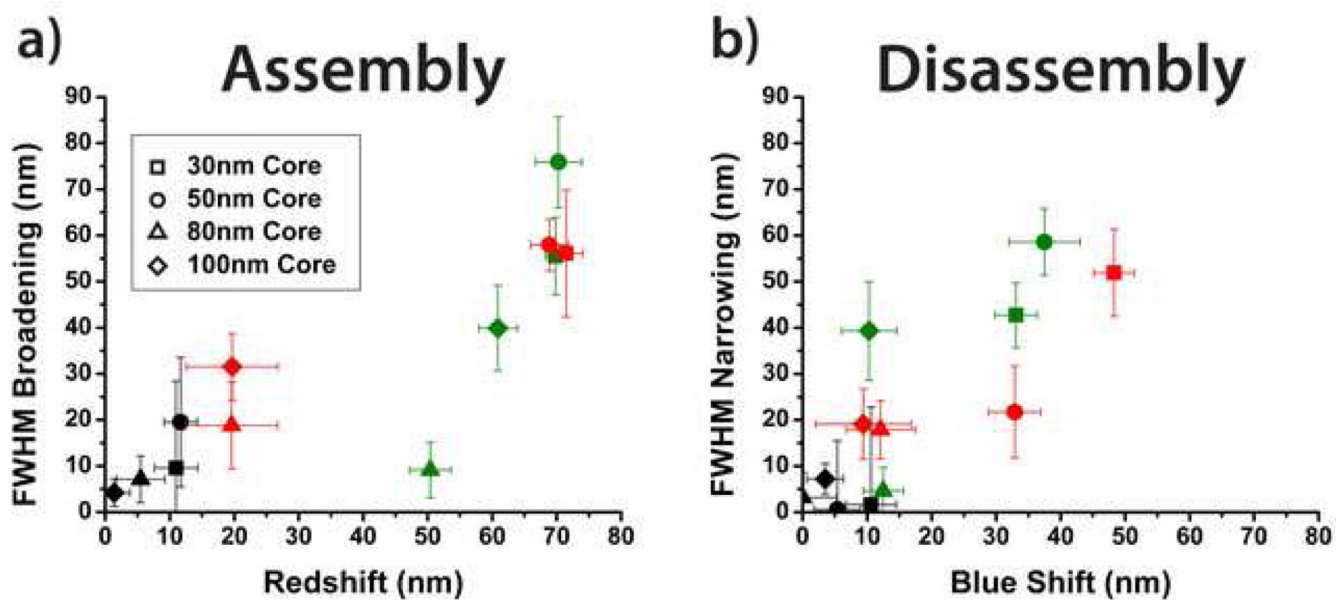 a)
Assembly
FWHM Broadening (nm)
90
80
70
60
50
40
30
20
10
0
30nm Core
50nm Core
80nm Core
100nm Core
0 10 20 30 40 50 60 70 80
Redshift (nm)
b)
Disassembly
FWHM Narrowing (nm)
90
80
70
60
50
40
30
20
10
0
0 10 20 30 40 50 60 70 80
Blue Shift (nm)